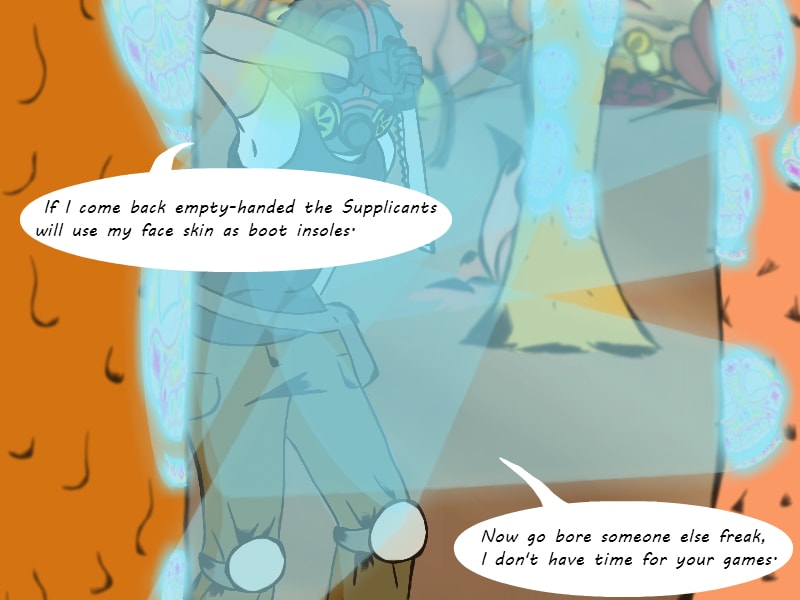 If I come back empty-handed the Supplicants
will use my face skin as boot insoles.
Now go bore someone else freak,
I don't have time for your games.